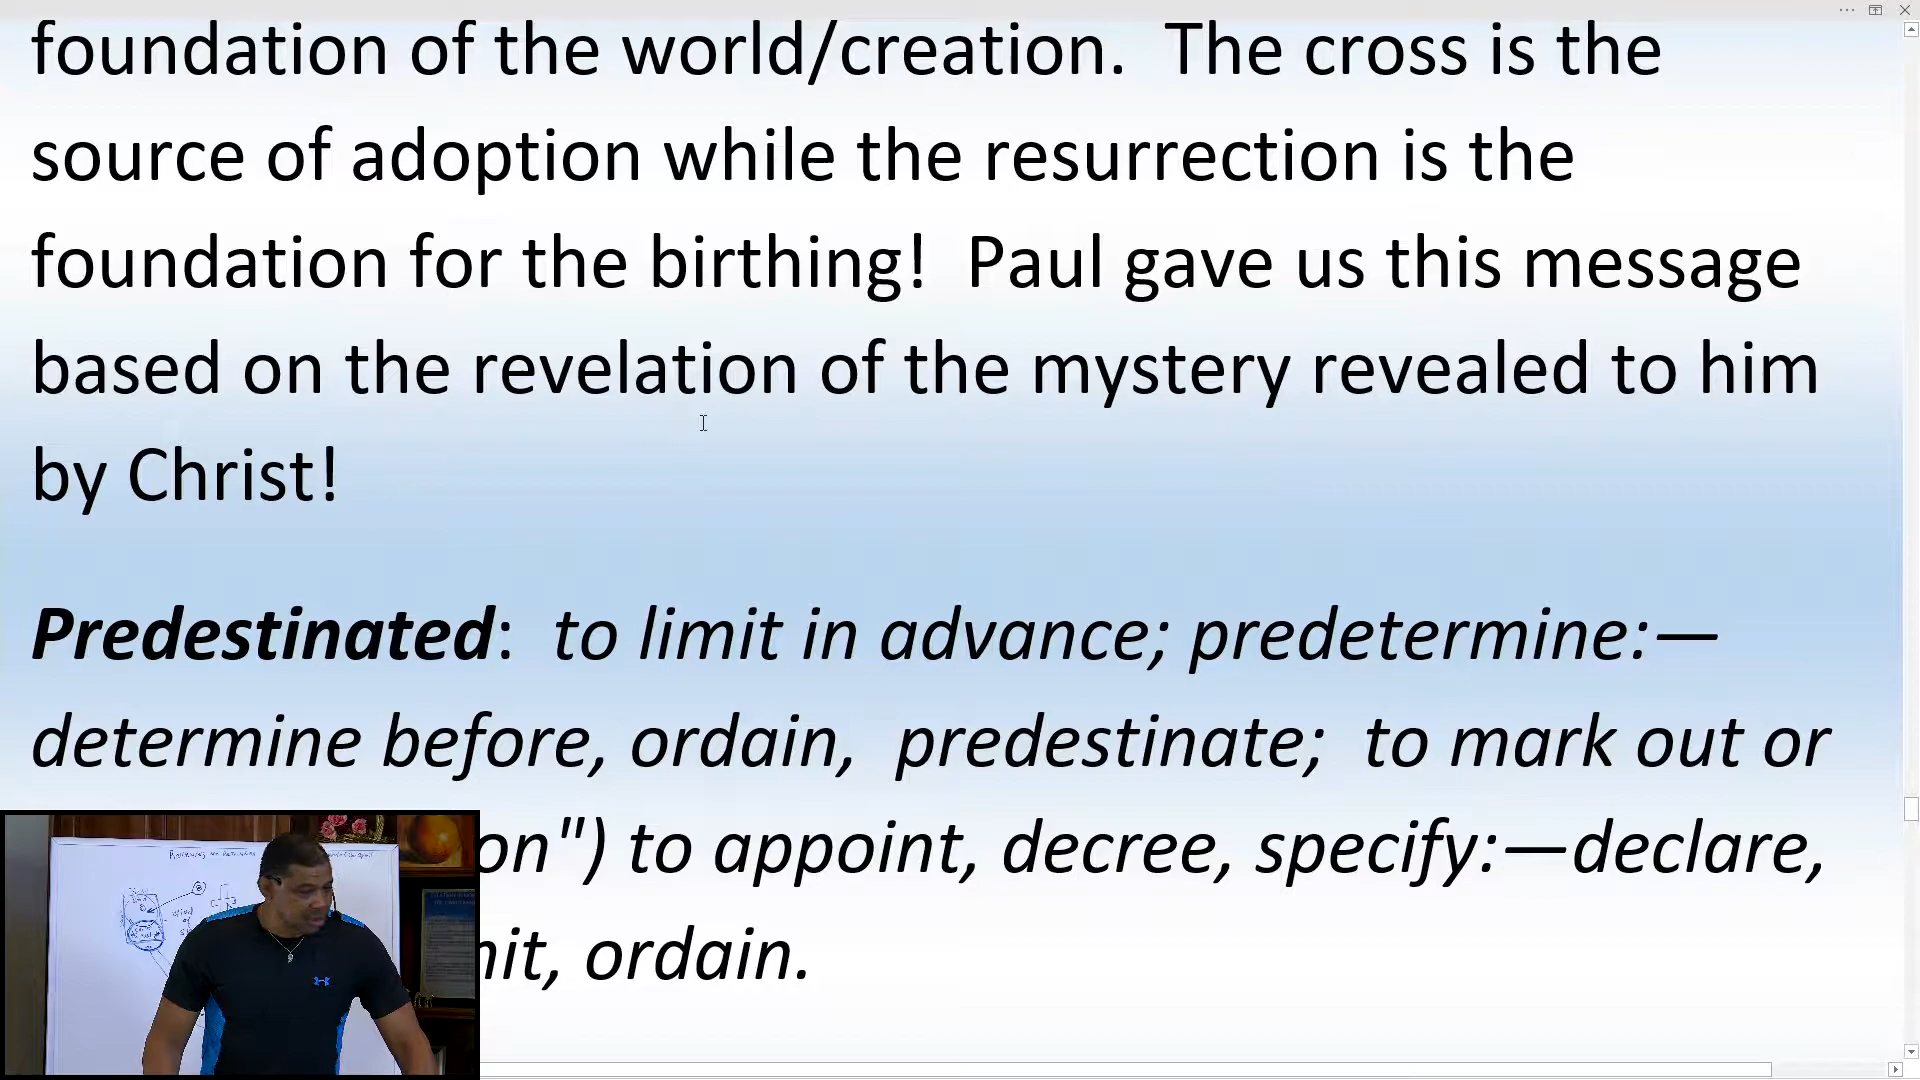 foundation of the world/creation.  The cross is the
source of adoption while the resurrection is the
foundation for the birthing!  Paul gave us this message
based on the revelation of the mystery revealed to him
by Christ!
Predestinated:  to limit in advance; predetermine:—
determine before, ordain,  predestinate;  to mark out or
on") to appoint, decree, specify:—declare,
ordain.